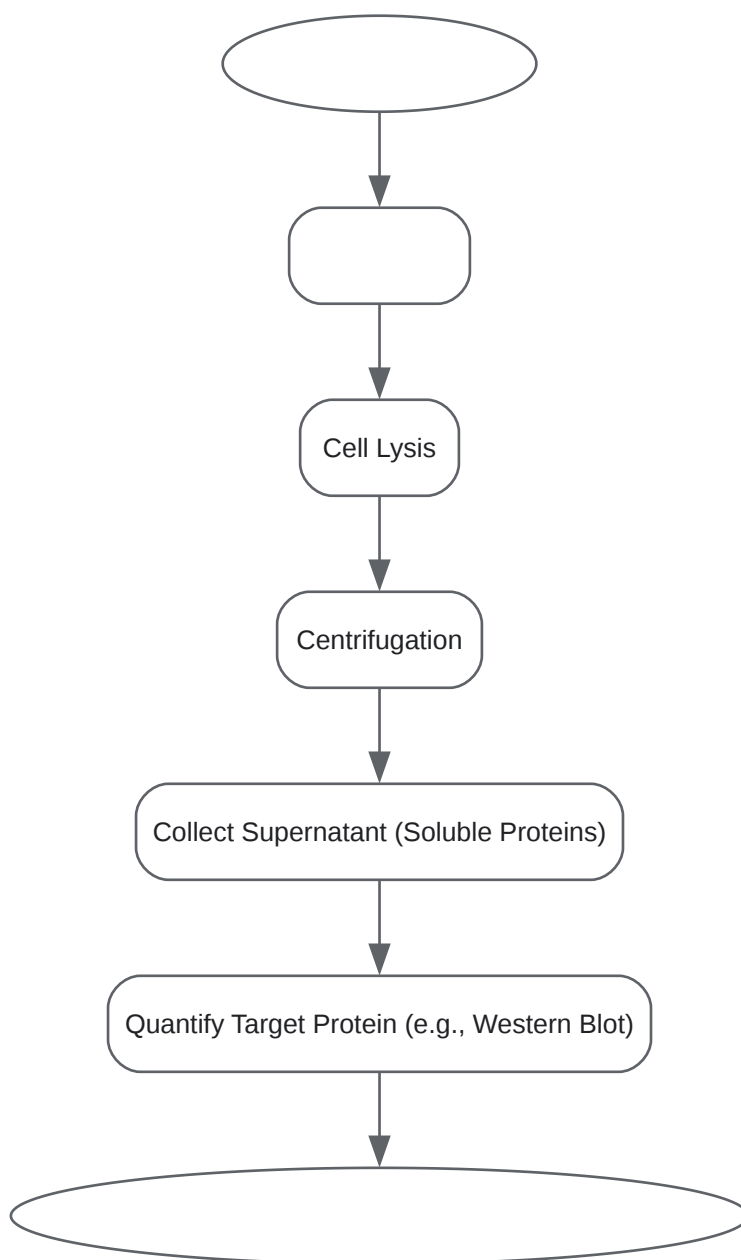 Cell Lysis
Centrifugation
Collect Supernatant (Soluble Proteins)
Quantify Target Protein (e.g., Western Blot)